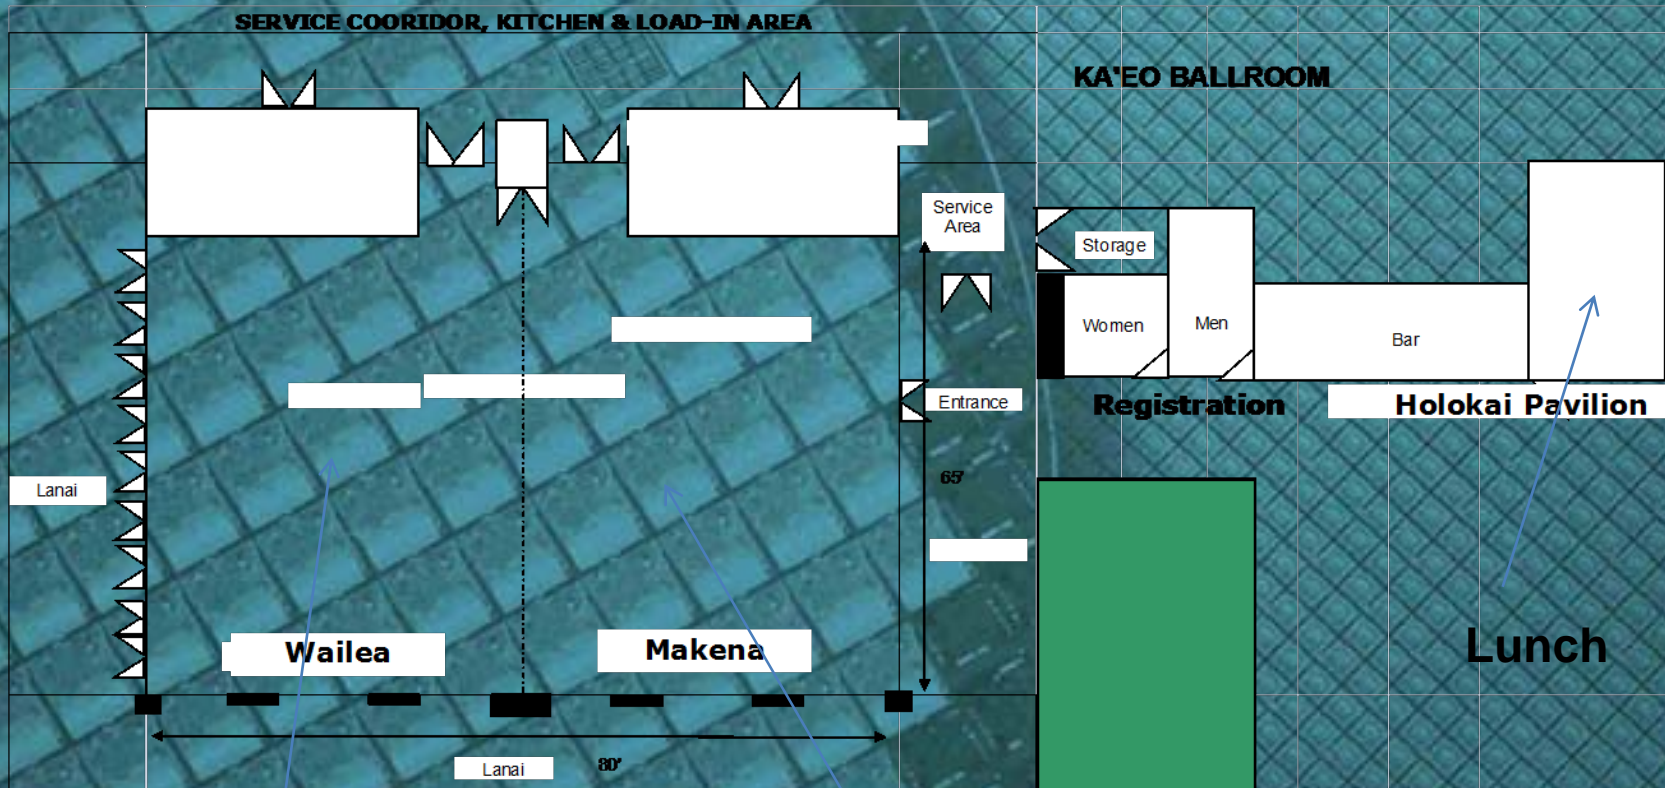 SERVICE COORIDOR, KITCHEN & LOAD-IN AREA
KA'EO BALLROOM
Service
Area
Storage
Women
Men
Bar
Entrance
Registration
Holokai Pavilion
65'
Lanai
Wailea
Makena
Lunch
Lanai
80'